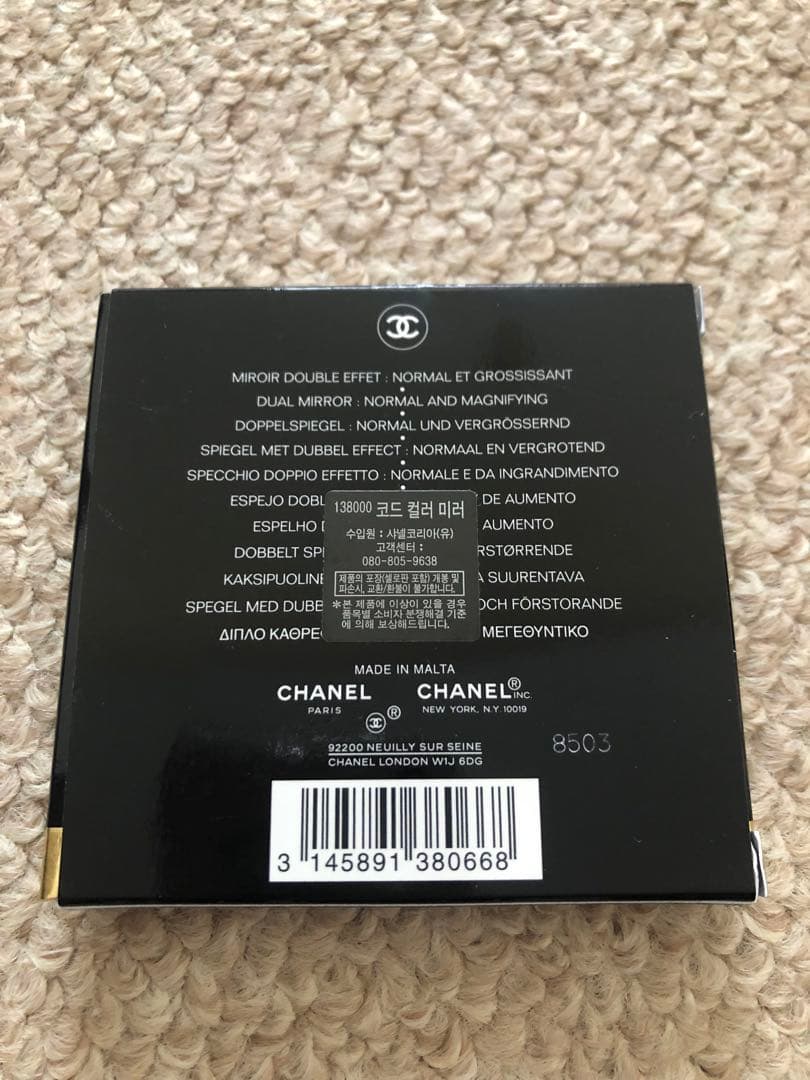 MIROIR DOUBLE EFFET : NORMAL ET GROSSISSANT
DUAL MIRROR : NORMAL AND MAGNIFYING
DOPPELSPIEGEL : NORMAL UND VERGRÖSSERND
SPIEGEL MET DUBBEL EFFECT : NORMAAL EN VERGROTEND
SPECCHIO DOPPIO EFFETTO : NORMALE E DA INGRANDIMENTO
ESPEJO DOBL DE AUMENTO
ESPELHO AUMENTO
DOBBELT SPE RSTØRRENDE
KAKSIPUOLINE A SUURENTAVA
SPEGEL MED DUBB OCH FÖRSTORANDE
ΔΙΠΛΟ ΚΑΘΡΕ ΜΕΓΕΘΥΝΤΙΚΟ
138000 코드 컬러 미러
수입원 : 샤넬코리아(유)
고객센터 :
080-805-9638
제품의 포장(셀로판 포함) 개봉 및
파손시, 교환/환불이 불가합니다.
※본 제품에 이상이 있을 경우
품목별 소비자 분쟁해결 기준
에 의해 보상해드립니다.
MADE IN MALTA
CHANEL CHANEL® INC.
PARIS NEW YORK, N.Y. 10019
®
92200 NEUILLY SUR SEINE
CHANEL LONDON W1J 6DG
8503
3 145891 380668